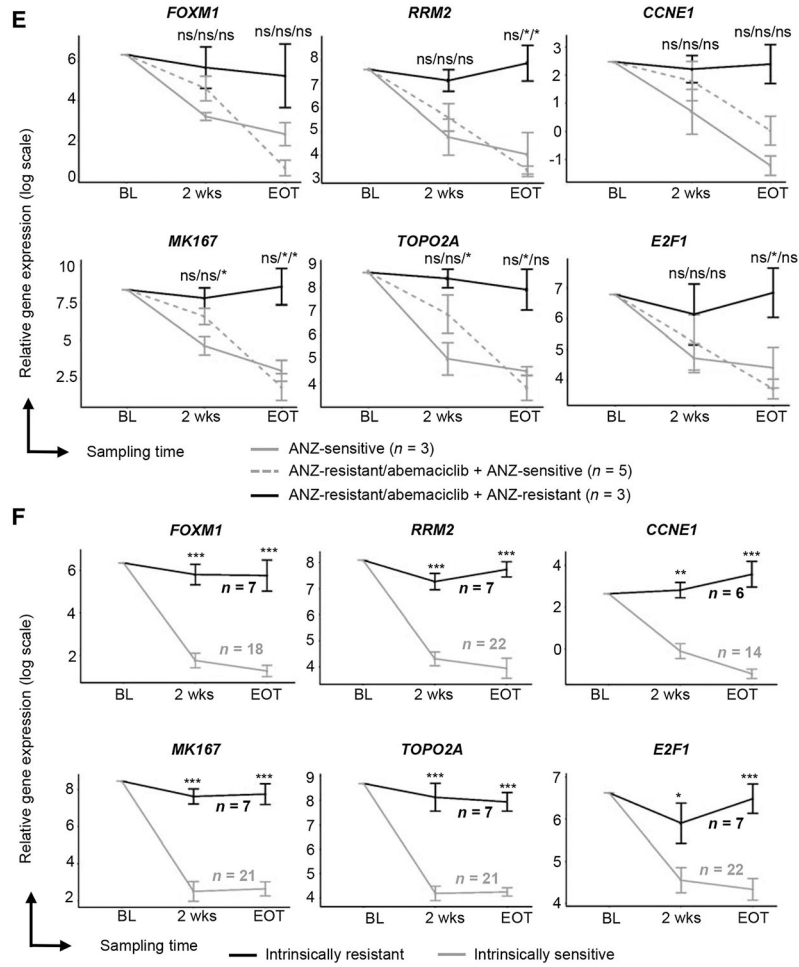 E
FOXM1
RRM2
CCNE1
ns/ns/ns
ns/ns/ns
ns/ns/ns
ns/*/*
ns/ns/ns
ns/ns/ns
6
4
2
0
8
7
6
5
4
3
3
2
1
0
-1
BL 2 wks EOT
BL 2 wks EOT
BL 2 wks EOT
Relative gene expression (log scale)
MK167
TOPO2A
E2F1
ns/ns/*
ns/*/*
ns/ns/*
ns/*/ns
ns/ns/ns
ns/*/ns
10
7.5
5
2.5
9
8
7
6
5
4
8
7
6
5
4
BL 2 wks EOT
BL 2 wks EOT
BL 2 wks EOT
Sampling time
ANZ-sensitive (n = 3)
ANZ-resistant/abemaciclib + ANZ-sensitive (n = 5)
ANZ-resistant/abemaciclib + ANZ-resistant (n = 3)
F
FOXM1
RRM2
CCNE1
6
4
2
***
***
n = 7
n = 18
8
7
6
5
4
***
***
n = 7
n = 22
4
2
0
**
***
n = 6
n = 14
BL 2 wks EOT
BL 2 wks EOT
BL 2 wks EOT
Relative gene expression (log scale)
MK167
TOPO2A
E2F1
8
6
4
2
***
***
n = 7
n = 21
9
8
7
6
5
4
***
***
n = 7
n = 21
7
6
5
4
*
***
n = 7
n = 22
BL 2 wks EOT
BL 2 wks EOT
BL 2 wks EOT
Sampling time
Intrinsically resistant
Intrinsically sensitive